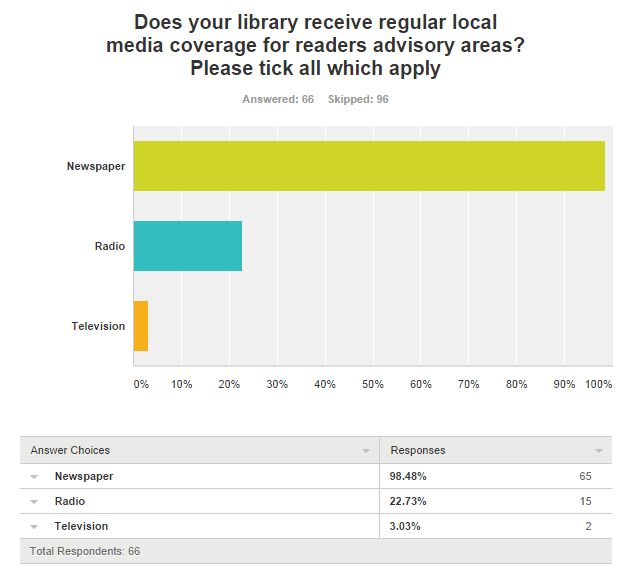 Does your library receive regular local
media coverage for readers advisory areas?
Please tick all which apply
Answered: 66 Skipped: 96
Newspaper
Radio
Television
0% 10% 20% 30% 40% 50% 60% 70% 80% 90% 100%
Answer Choices Responses
Newspaper 98.48% 65
Radio 22.73% 15
Television 3.03% 2
Total Respondents: 66